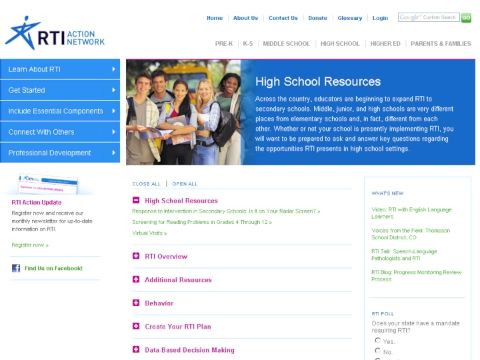 RTI ACTION
NETWORK
Home | About Us | Contact Us | Donate | Glossary | Login
Google Custom Search GO
PRE-K | K-5 | MIDDLE SCHOOL | HIGH SCHOOL | HIGHER ED | PARENTS & FAMILIES
Learn About RTI
Get Started
Include Essential Components
Connect With Others
Professional Development
High School Resources
Across the country, educators are beginning to expand RTI to
secondary schools. Middle, junior, and high schools are very different
places from elementary schools and, in fact, different from each
other. Whether or not your school is presently implementing RTI, you
will want to be prepared to ask and answer key questions regarding
the opportunities RTI presents in high school settings.
RTI Action Update
Register now and receive our
monthly newsletter for up-to-date
information on RTI.
Register now »
Find Us on Facebook!
CLOSE ALL | OPEN ALL
High School Resources
Response to Intervention in Secondary Schools: Is it on Your Radar Screen? »
Screening for Reading Problems in Grades 4 Through 12 »
Virtual Visits »
RTI Overview
Additional Resources
Behavior
Create Your RTI Plan
Data-Based Decision Making
WHATS NEW
Video: RTI with English Language
Learners
Voices from the Field: Thompson
School District, CO
RTI Talk: Speech-Language
Pathologists and RTI
RTI Blog: Progress Monitoring Review
Process
RTI POLL
Does your state have a mandate
requiring RTI?
Yes.
No.